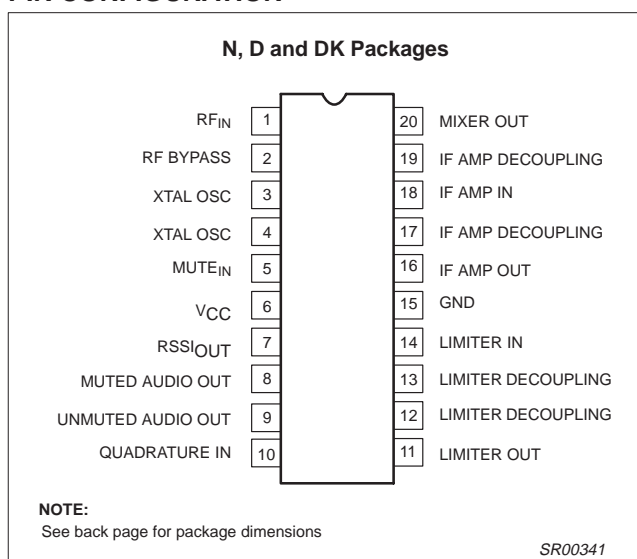 PIN CONFIGURATION
N, D and DK Packages
RFIN 1
RF BYPASS 2
XTAL OSC 3
XTAL OSC 4
MUTEIN 5
VCC 6
RSSIOUT 7
MUTED AUDIO OUT 8
UNMUTED AUDIO OUT 9
QUADRATURE IN 10
20 MIXER OUT
19 IF AMP DECOUPLING
18 IF AMP IN
17 IF AMP DECOUPLING
16 IF AMP OUT
15 GND
14 LIMITER IN
13 LIMITER DECOUPLING
12 LIMITER DECOUPLING
11 LIMITER OUT
NOTE:
See back page for package dimensions
SR00341